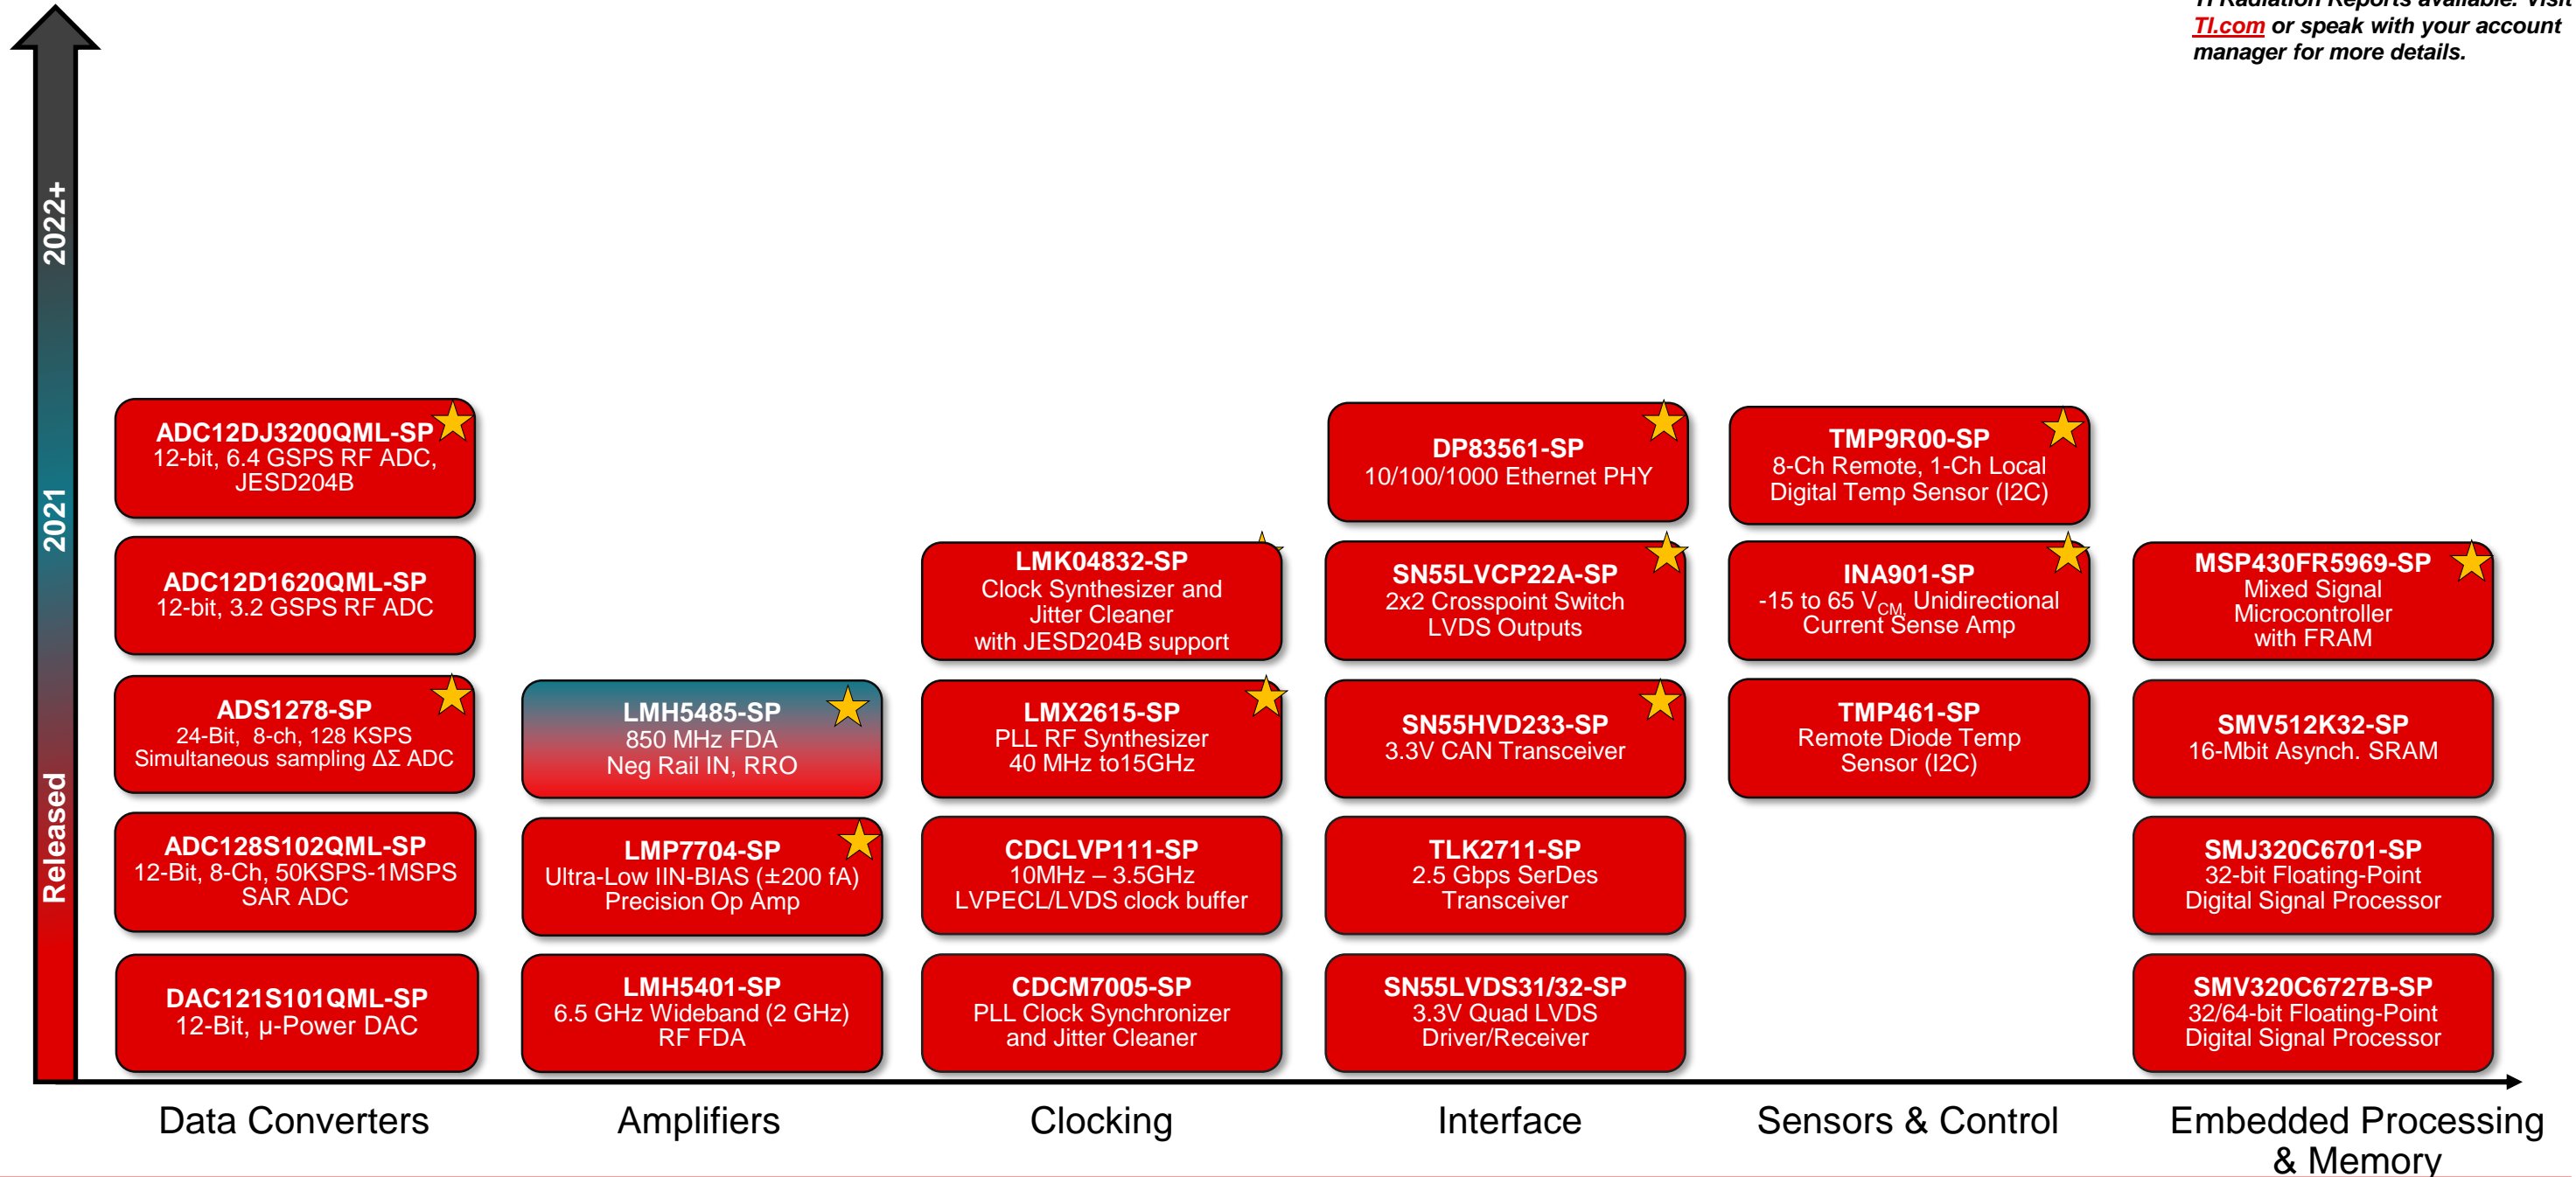 TI Radiation Reports available. Visit
TI.com or speak with your account
manager for more details.
2022+
2021
Released
ADC12DJ3200QML-SP
12-bit, 6.4 GSPS RF ADC,
JESD204B
ADC12D1620QML-SP
12-bit, 3.2 GSPS RF ADC
ADS1278-SP
24-Bit, 8-ch, 128 KSPS
Simultaneous sampling ΔΣ ADC
ADC128S102QML-SP
12-Bit, 8-Ch, 50KSPS-1MSPS
SAR ADC
DAC121S101QML-SP
12-Bit, µ-Power DAC
Data Converters
LMH5485-SP
850 MHz FDA
Neg Rail IN, RRO
LMP7704-SP
Ultra-Low IIN-BIAS (±200 fA)
Precision Op Amp
LMH5401-SP
6.5 GHz Wideband (2 GHz)
RF FDA
Amplifiers
LMK04832-SP
Clock Synthesizer and
Jitter Cleaner
with JESD204B support
LMX2615-SP
PLL RF Synthesizer
40 MHz to15GHz
CDCLVP111-SP
10MHz – 3.5GHz
LVPECL/LVDS clock buffer
CDCM7005-SP
PLL Clock Synchronizer
and Jitter Cleaner
Clocking
DP83561-SP
10/100/1000 Ethernet PHY
SN55LVCP22A-SP
2x2 Crosspoint Switch
LVDS Outputs
SN55HVD233-SP
3.3V CAN Transceiver
TLK2711-SP
2.5 Gbps SerDes
Transceiver
SN55LVDS31/32-SP
3.3V Quad LVDS
Driver/Receiver
Interface
TMP9R00-SP
8-Ch Remote, 1-Ch Local
Digital Temp Sensor (I2C)
INA901-SP
-15 to 65 VCM, Unidirectional
Current Sense Amp
TMP461-SP
Remote Diode Temp
Sensor (I2C)
Sensors & Control
MSP430FR5969-SP
Mixed Signal
Microcontroller
with FRAM
SMV512K32-SP
16-Mbit Asynch. SRAM
SMJ320C6701-SP
32-bit Floating-Point
Digital Signal Processor
SMV320C6727B-SP
32/64-bit Floating-Point
Digital Signal Processor
Embedded Processing
& Memory